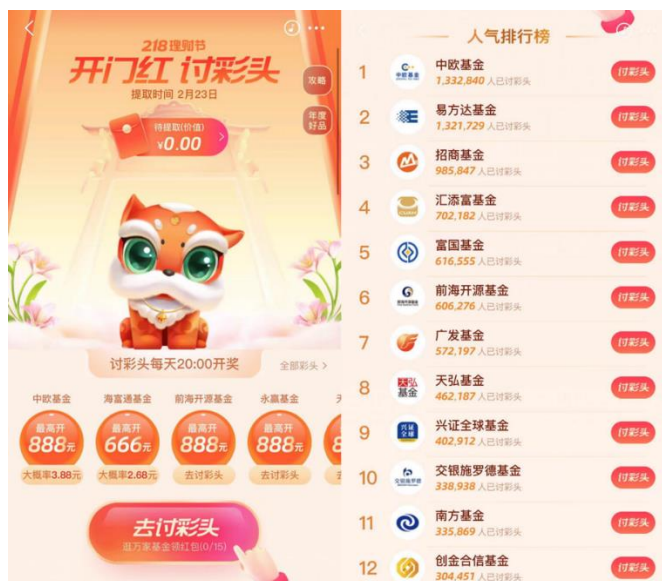 218理财节
开门红 讨彩头
提取时间 2月23日
攻略
年度
好品
待提取(价值)
¥0.00
讨彩头每天20:00开奖
全部彩头
中欧基金
海富通基金
前海开源基金
永赢基金
最高开
888元
最高开
666元
最高开
888元
最高开
888元
大概率3.88元
大概率2.68元
去讨彩头
去讨彩头
去讨彩头
逛万家基金领红包(0/15)
人气排行榜
1
中欧基金
中欧基金
1,332,840 人已讨彩头
讨彩头
2
易方达基金
1,321,729 人已讨彩头
讨彩头
3
招商基金
985,847 人已讨彩头
讨彩头
4
汇添富基金
702,182 人已讨彩头
讨彩头
5
富国基金
616,555 人已讨彩头
讨彩头
6
前海开源基金
606,276 人已讨彩头
讨彩头
7
广发基金
572,197 人已讨彩头
讨彩头
8
天弘
基金
天弘基金
462,187 人已讨彩头
讨彩头
9
兴证
全球
兴证全球基金
402,912 人已讨彩头
讨彩头
10
交银施罗德
交银施罗德基金
338,938 人已讨彩头
讨彩头
11
南方基金
335,869 人已讨彩头
讨彩头
12
创金合信基金
304,451 人已讨彩头
讨彩头